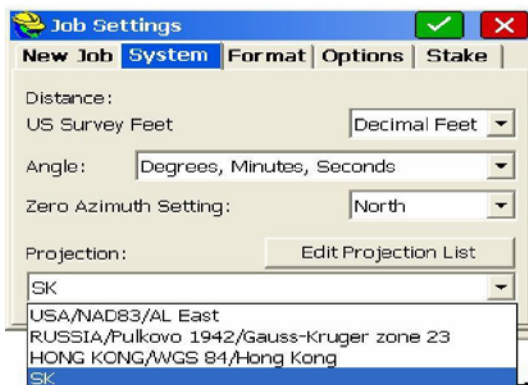 Job Settings
New Job System Format Options Stake
Distance:
US Survey Feet Decimal Feet
Angle: Degrees, Minutes, Seconds
Zero Azimuth Setting: North
Projection: Edit Projection List
SK
USA/NAD83/AL East
RUSSIA/Pulkovo 1942/Gauss-Kruger zone 23
HONG KONG/WGS 84/Hong Kong
SK